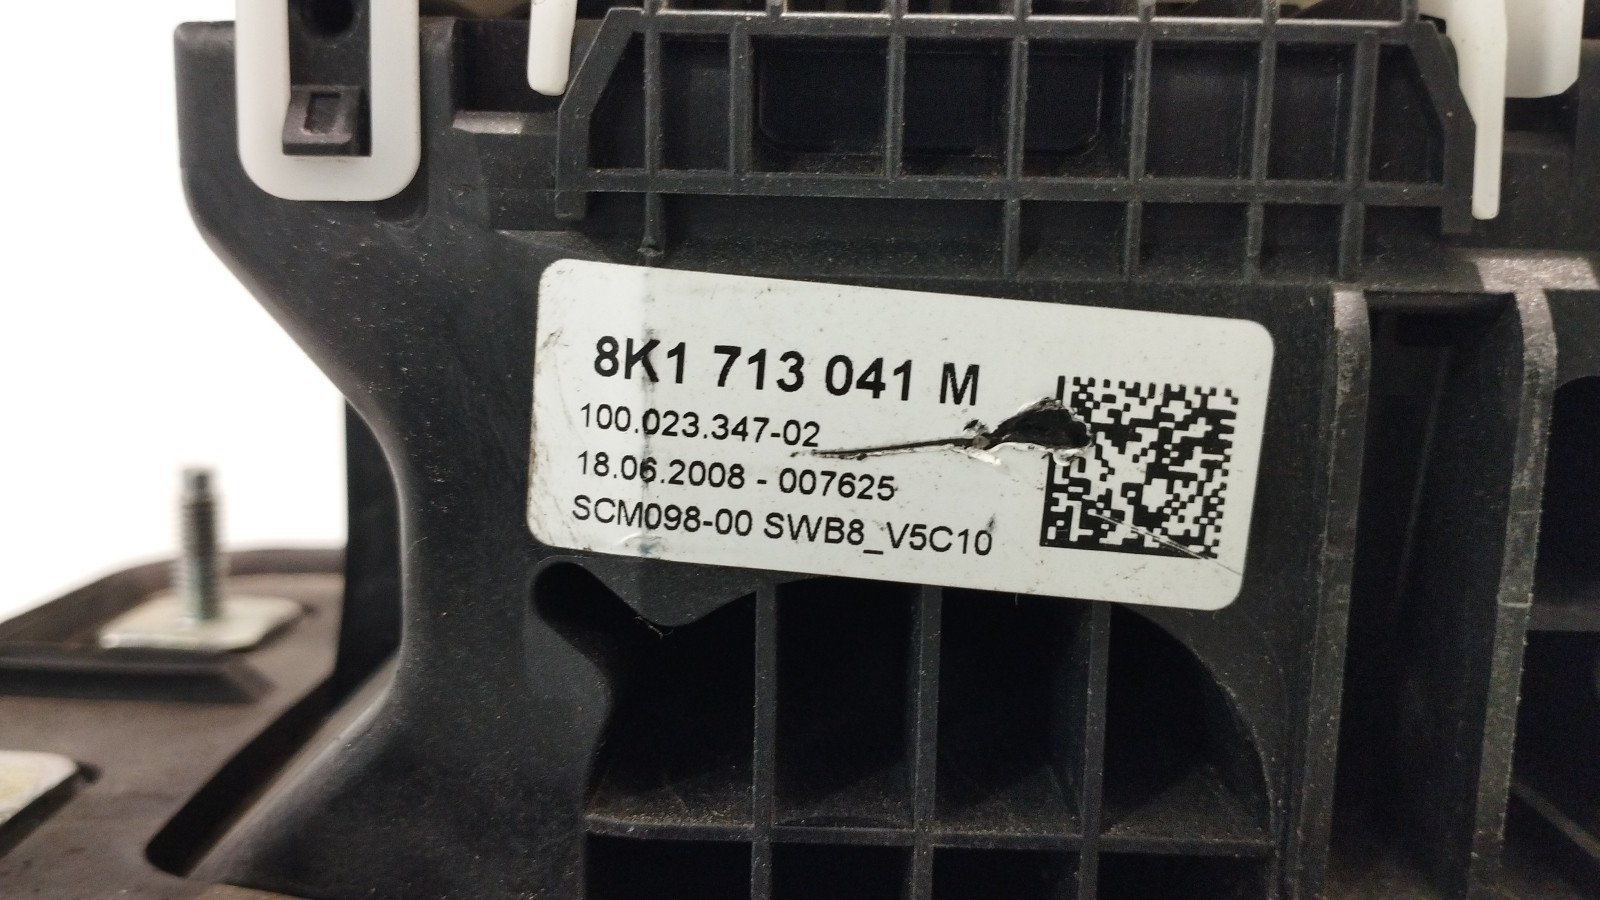 8K1 713 041 M
100.023.347-02
18.06.2008 - 007625
SCM098-00 SWB8_V5C10